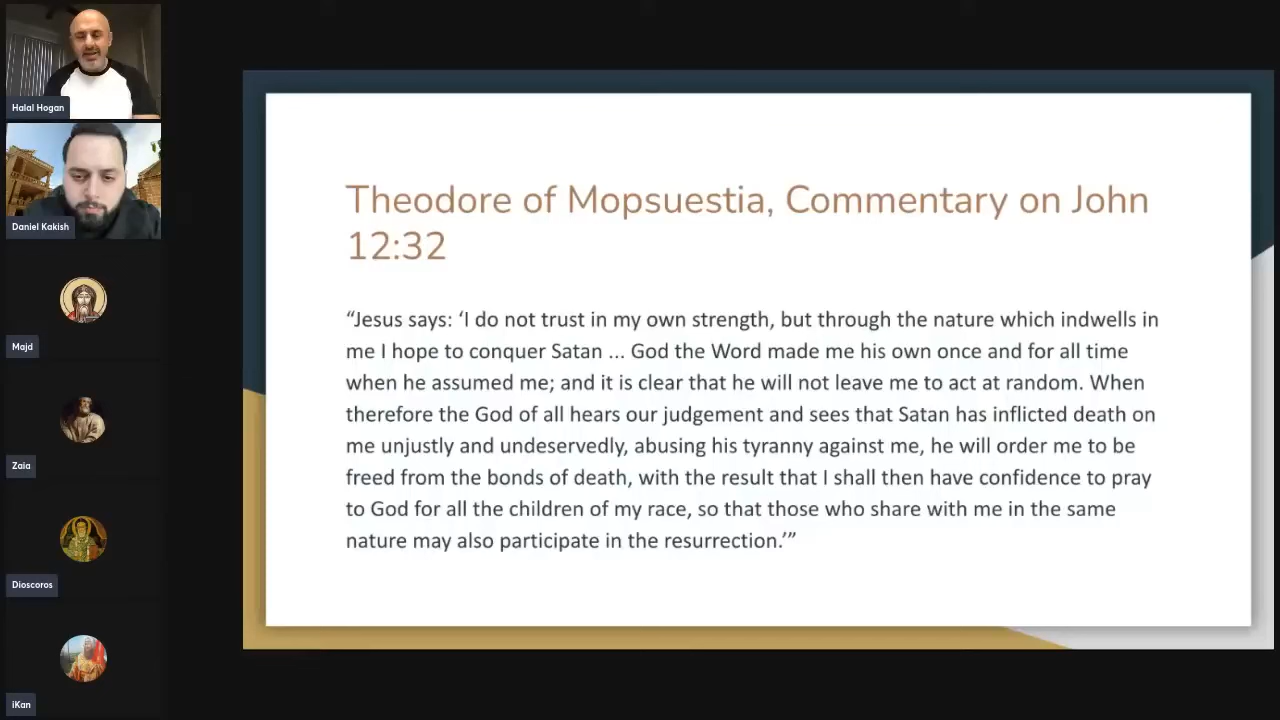 Halal Hogan
Daniel Kakish
Majd
Zaia
Dioscoros
iKan
Theodore of Mopsuestia, Commentary on John
12:32
“Jesus says: ‘I do not trust in my own strength, but through the nature which indwells in
me I hope to conquer Satan ... God the Word made me his own once and for all time
when he assumed me; and it is clear that he will not leave me to act at random. When
therefore the God of all hears our judgement and sees that Satan has inflicted death on
me unjustly and undeservedly, abusing his tyranny against me, he will order me to be
freed from the bonds of death, with the result that I shall then have confidence to pray
to God for all the children of my race, so that those who share with me in the same
nature may also participate in the resurrection.’”